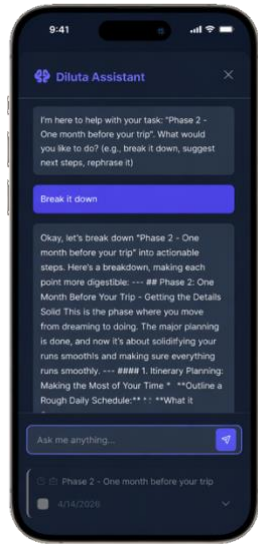 9:41
Diluta Assistant
I'm here to help with your task: "Phase 2 -
One month before your trip". What would
you like to do? (e.g., break it down, suggest
next steps, rephrase it)
Break it down
Okay, let's break down "Phase 2 - One
month before your trip" into actionable
steps. Here's a breakdown, making each
point more digestible: --- ## Phase 2: One
Month Before Your Trip - Getting the Details
Solid This is the phase where you move
from dreaming to doing. The major planning
is done, and now it's about solidifying your
runs smoothly and making sure everything
runs smoothly. --- #### 1. Itinerary Planning:
Making the Most of Your Time * **Outline a
Rough Daily Schedule:** * : **What it
Ask me anything...
Phase 2 - One month before your trip
4/14/2026